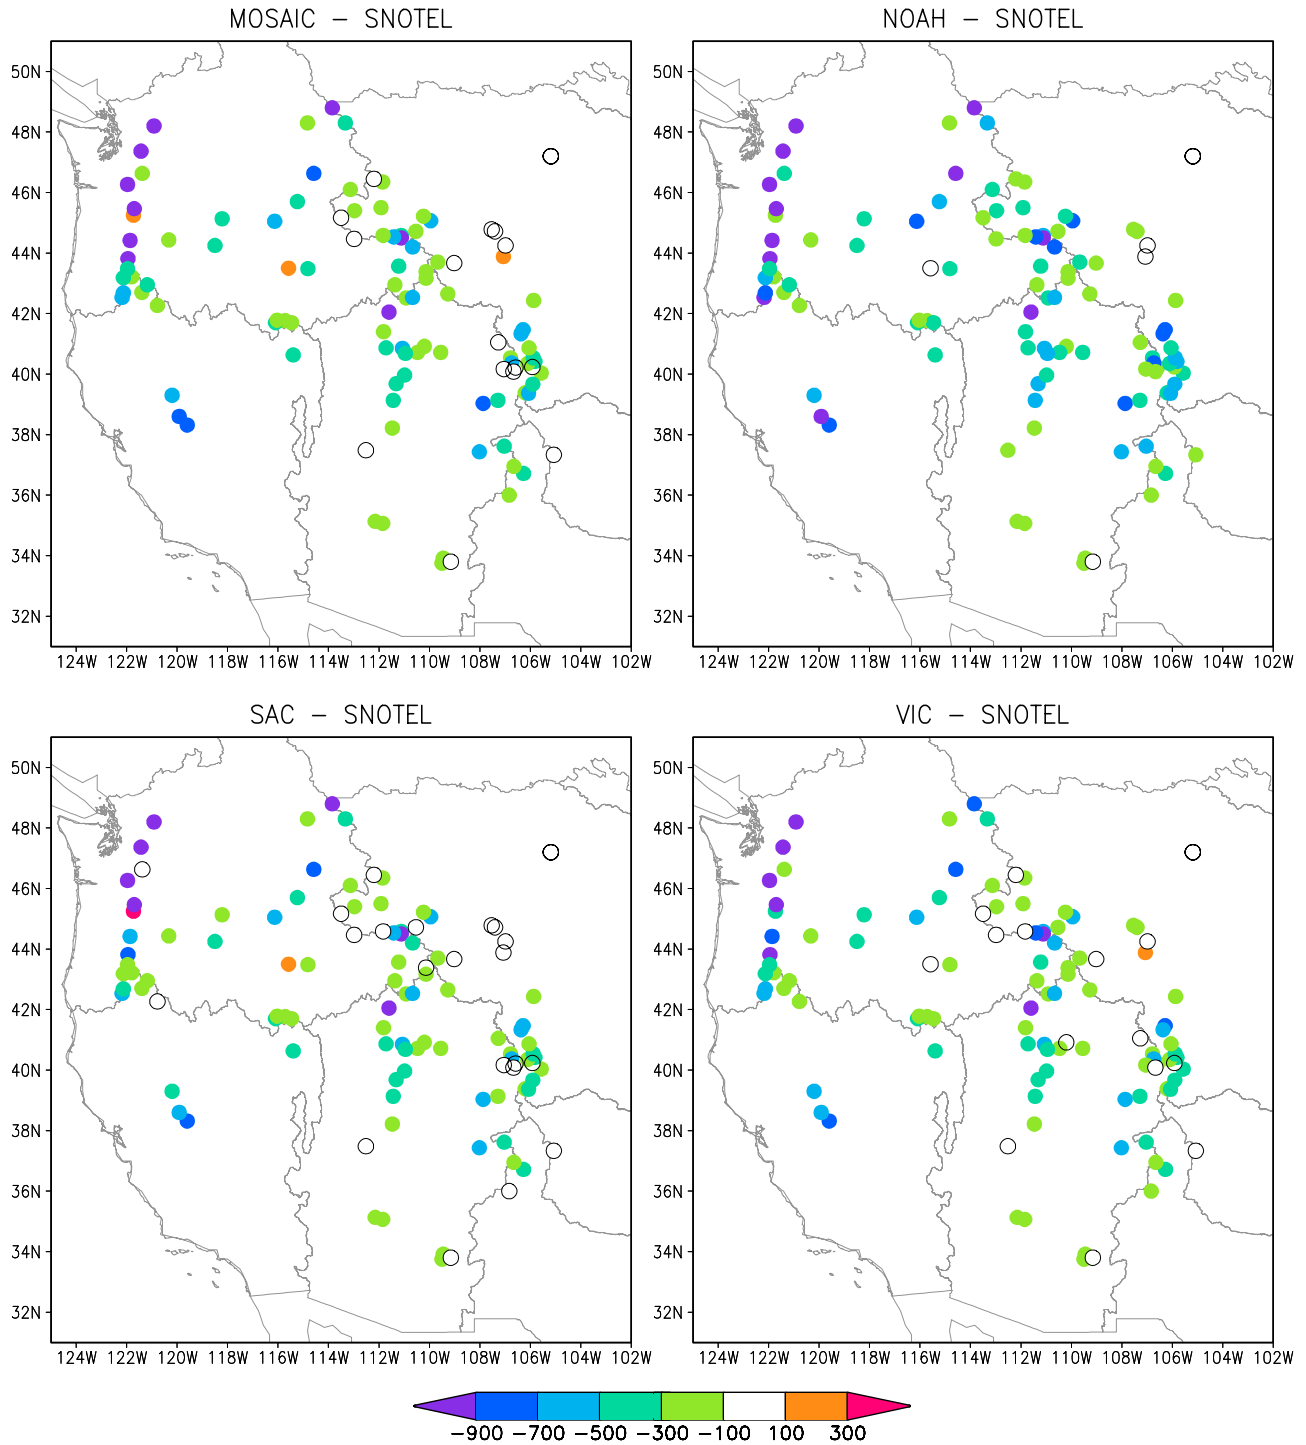 MOSAIC − SNOTEL
NOAH − SNOTEL
50N
48N
46N
44N
42N
40N
38N
36N
34N
32N
124W 122W 120W 118W 116W 114W 112W 110W 108W 106W 104W 102W
50N
48N
46N
44N
42N
40N
38N
36N
34N
32N
124W 122W 120W 118W 116W 114W 112W 110W 108W 106W 104W 102W
SAC − SNOTEL
VIC − SNOTEL
50N
48N
46N
44N
42N
40N
38N
36N
34N
32N
124W 122W 120W 118W 116W 114W 112W 110W 108W 106W 104W 102W
50N
48N
46N
44N
42N
40N
38N
36N
34N
32N
124W 122W 120W 118W 116W 114W 112W 110W 108W 106W 104W 102W
−900 −700 −500 −300 −100 100 300